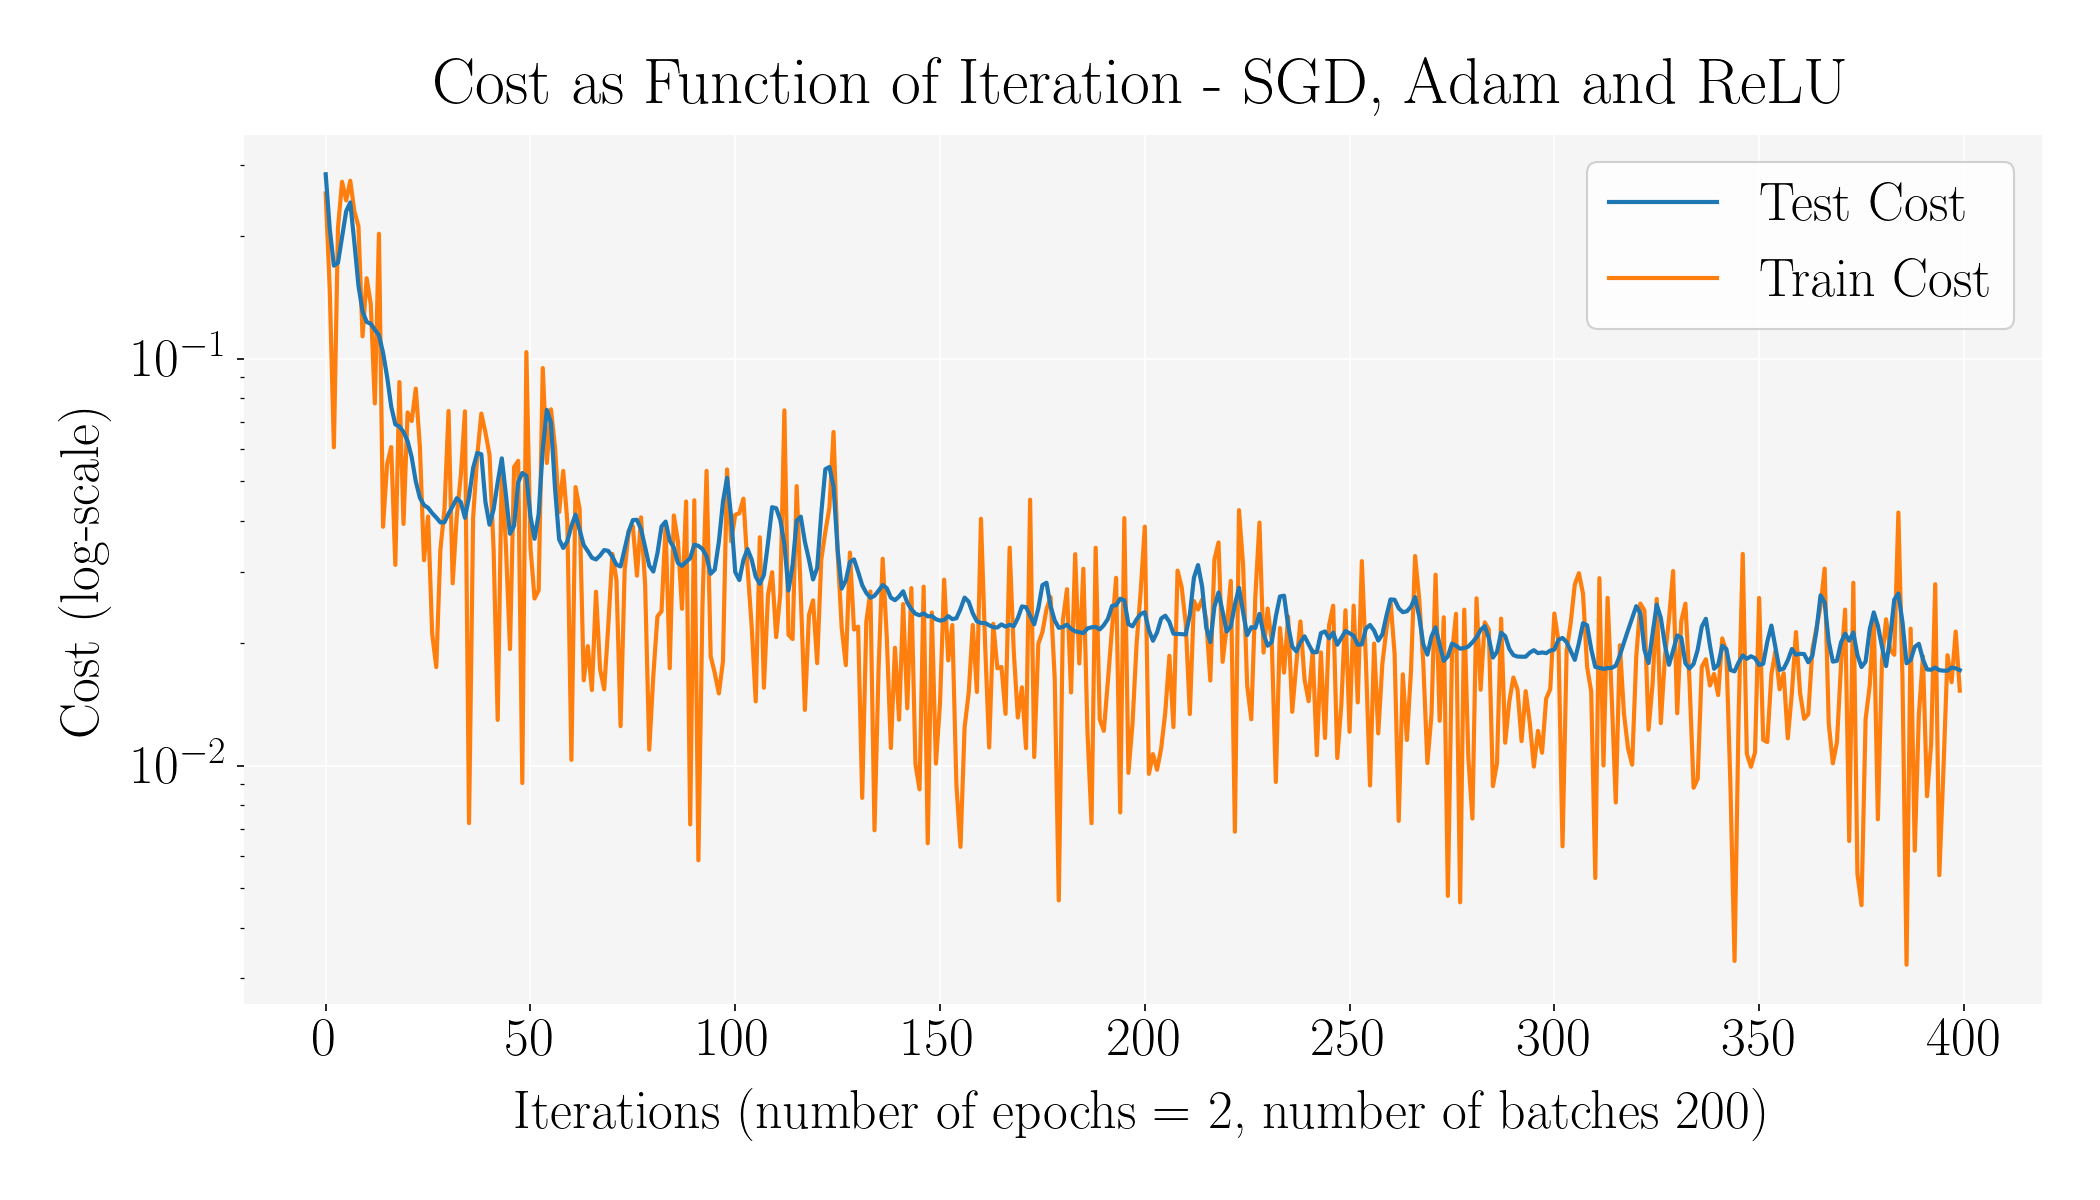 Cost as Function of Iteration - SGD, Adam and ReLU
Test Cost
Train Cost
Cost (log-scale)
10⁻¹
10⁻²
0 50 100 150 200 250 300 350 400
Iterations (number of epochs = 2, number of batches 200)